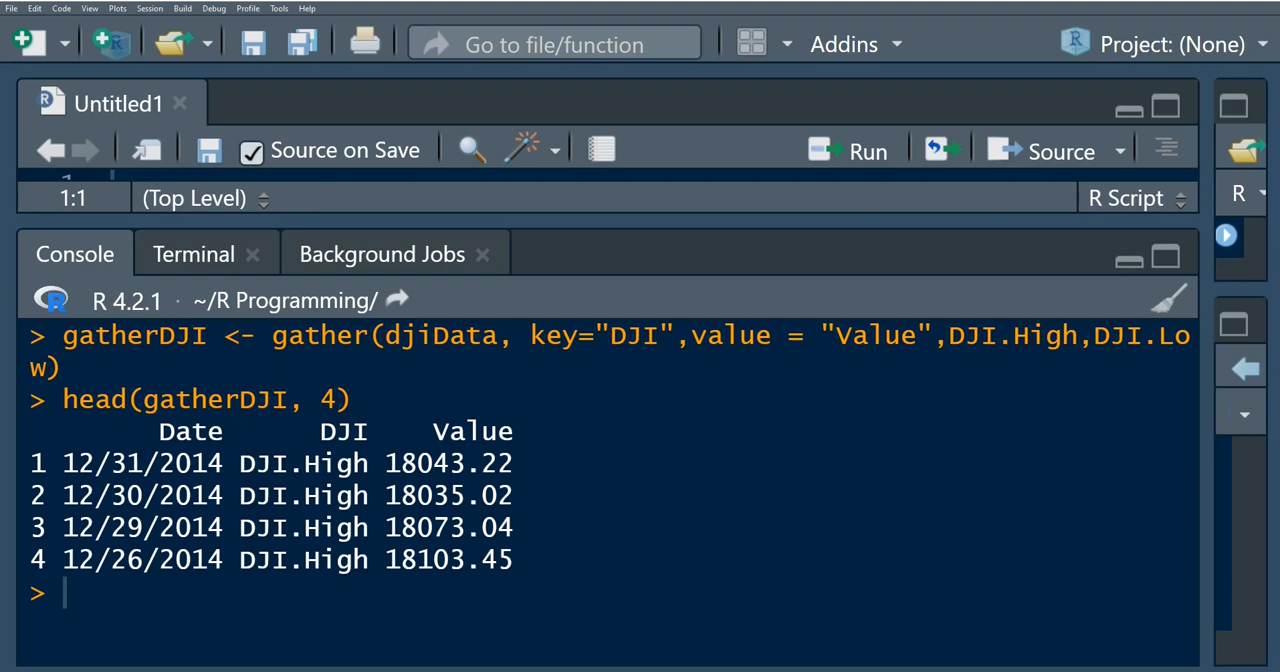 File Edit Code View Plots Session Build Debug Profile Tools Help
Go to file/function Addins Project: (None)
Untitled1
Source on Save Run Source
1
1:1 (Top Level) R Script R
Console Terminal Background Jobs
R 4.2.1 · ~/R Programming/
> gatherDJI <- gather(djiData, key="DJI",value = "Value",DJI.High,DJI.Lo
w)
> head(gatherDJI, 4)
Date DJI Value
1 12/31/2014 DJI.High 18043.22
2 12/30/2014 DJI.High 18035.02
3 12/29/2014 DJI.High 18073.04
4 12/26/2014 DJI.High 18103.45
>